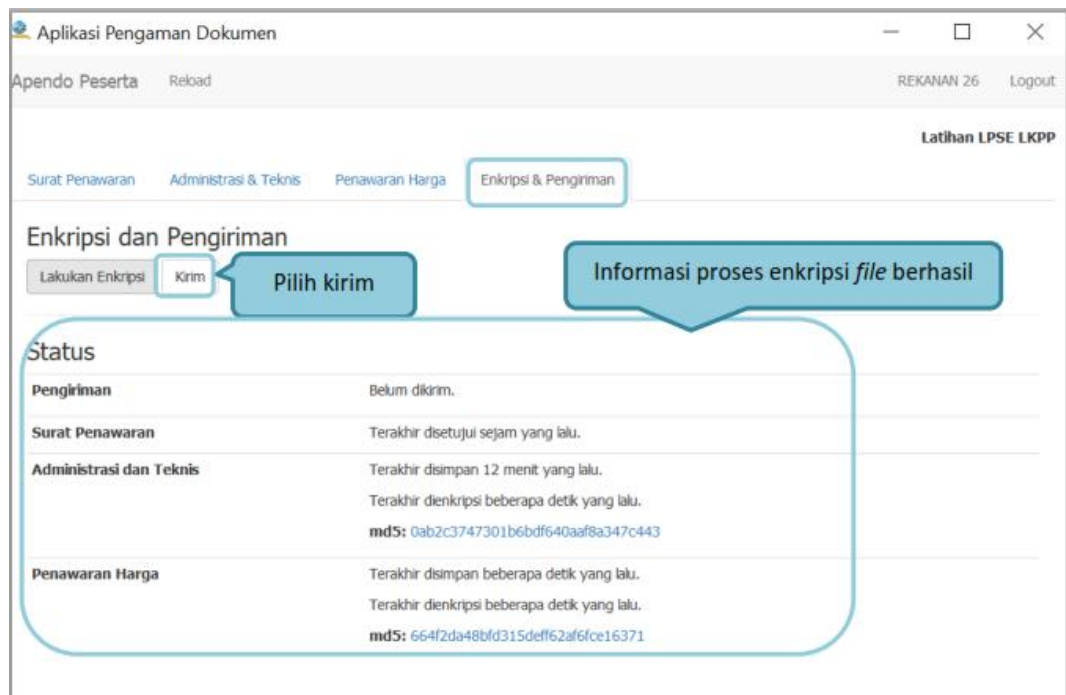 Aplikasi Pengaman Dokumen
Apendo Peserta Reload REKANAN 26 Logout
Latihan LPSE LKPP
Surat Penawaran Administrasi & Teknis Penawaran Harga Enkripsi & Pengiriman
Enkripsi dan Pengiriman
Lakukan Enkripsi Kirim
Pilih kirim
Informasi proses enkripsi file berhasil
Status
Pengiriman Belum dikirim.
Surat Penawaran Terakhir disetujui sejam yang lalu.
Administrasi dan Teknis Terakhir disimpan 12 menit yang lalu.
Terakhir dienkripsi beberapa detik yang lalu.
md5: 0ab2c3747301b6bdf640aaf8a347c443
Penawaran Harga Terakhir disimpan beberapa detik yang lalu.
Terakhir dienkripsi beberapa detik yang lalu.
md5: 664f2da48bfd315deff62af6fce16371